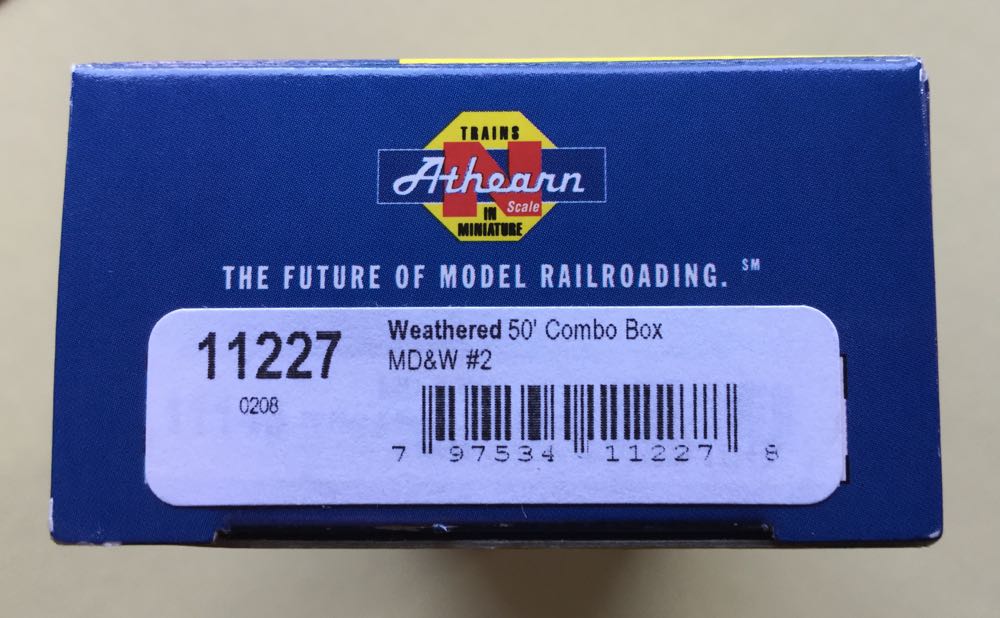 TRAINS
N
Athearn
Scale
IN
MINIATURE
THE FUTURE OF MODEL RAILROADING. SM
11227
0208
Weathered 50' Combo Box
MD&W #2
7 97534 11227 8